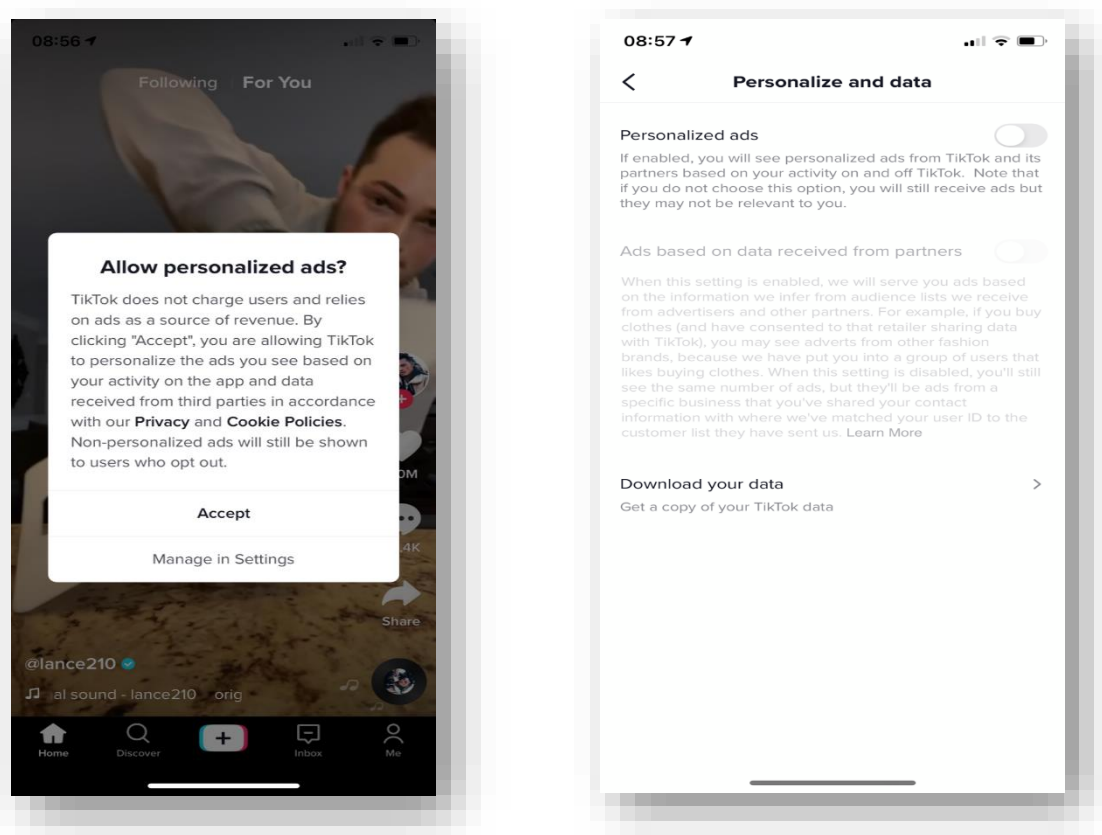 08:56
Following For You
Allow personalized ads?
TikTok does not charge users and relies
on ads as a source of revenue. By
clicking "Accept", you are allowing TikTok
to personalize the ads you see based on
your activity on the app and data
received from third parties in accordance
with our Privacy and Cookie Policies.
Non-personalized ads will still be shown
to users who opt out.
Accept
Manage in Settings
Share
@lance210
al sound - lance210 orig
Home Discover Inbox Me
08:57
Personalize and data
Personalized ads
If enabled, you will see personalized ads from TikTok and its
partners based on your activity on and off TikTok. Note that
if you do not choose this option, you will still receive ads but
they may not be relevant to you.
Ads based on data received from partners
When this setting is enabled, we will serve you ads based
on the information we infer from audience lists we receive
from advertisers and other partners. For example, if you buy
clothes (and have consented to that retailer sharing data
with TikTok), you may see adverts from other fashion
brands, because we have put you into a group of users that
likes buying clothes. When this setting is disabled, you'll still
see the same number of ads, but they'll be ads from a
specific business that you've shared your contact
information with where we've matched your user ID to the
customer list they have sent us. Learn More
Download your data
Get a copy of your TikTok data